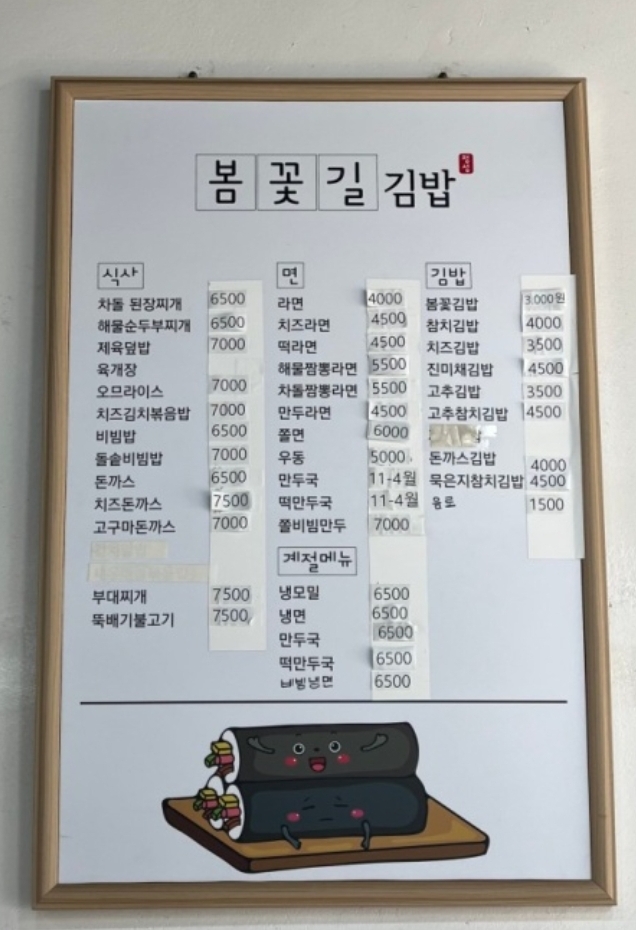 봄꽃길김밥
식사
차돌 된장찌개 6500
해물순두부찌개 6500
제육덮밥 7000
육개장
오므라이스 7000
치즈김치볶음밥 7000
비빔밥 6500
돌솥비빔밥 7000
돈까스 6500
치즈돈까스 7500
고구마돈까스 7000
부대찌개 7500
뚝배기불고기 7500
면
라면 4000
치즈라면 4500
떡라면 4500
해물짬뽕라면 5500
차돌짬뽕라면 5500
만두라면 4500
쫄면 6000
우동 5000
만두국 11-4월
떡만두국 11-4월
쫄비빔만두 7000
계절메뉴
냉모밀 6500
냉면 6500
만두국 6500
떡만두국 6500
비빙냉면 6500
김밥
봄꽃김밥 3.000원
참치김밥 4000
치즈김밥 3500
진미채김밥 4500
고추김밥 3500
고추참치김밥 4500
돈까스김밥 4000
묵은지참치김밥 4500
1500